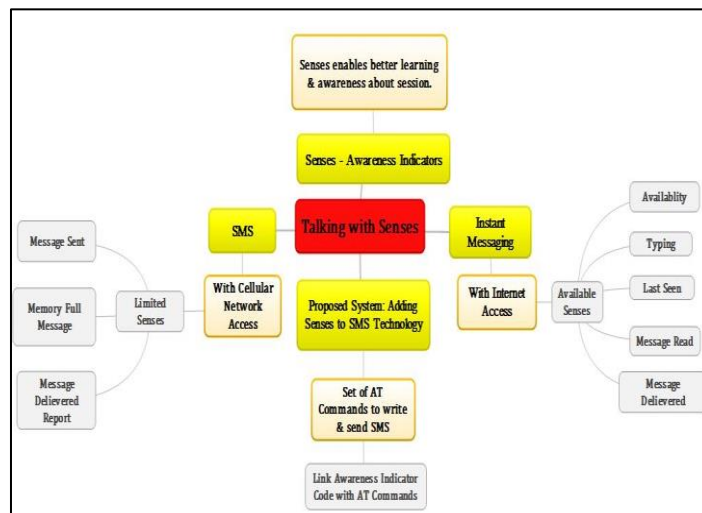 Senses enables better learning
& awareness about session.
Senses - Awareness Indicators
Talking with Senses
SMS
With Cellular
Network
Access
Limited
Senses
Message Sent
Memory Full
Message
Message
Delievered
Report
Instant
Messaging
With Internet
Access
Available
Senses
Availablity
Typing
Last Seen
Message Read
Message
Delievered
Proposed System: Adding
Senses to SMS Technology
Set of AT
Commands to write
& send SMS
Link Awareness Indicator
Code with AT Commands